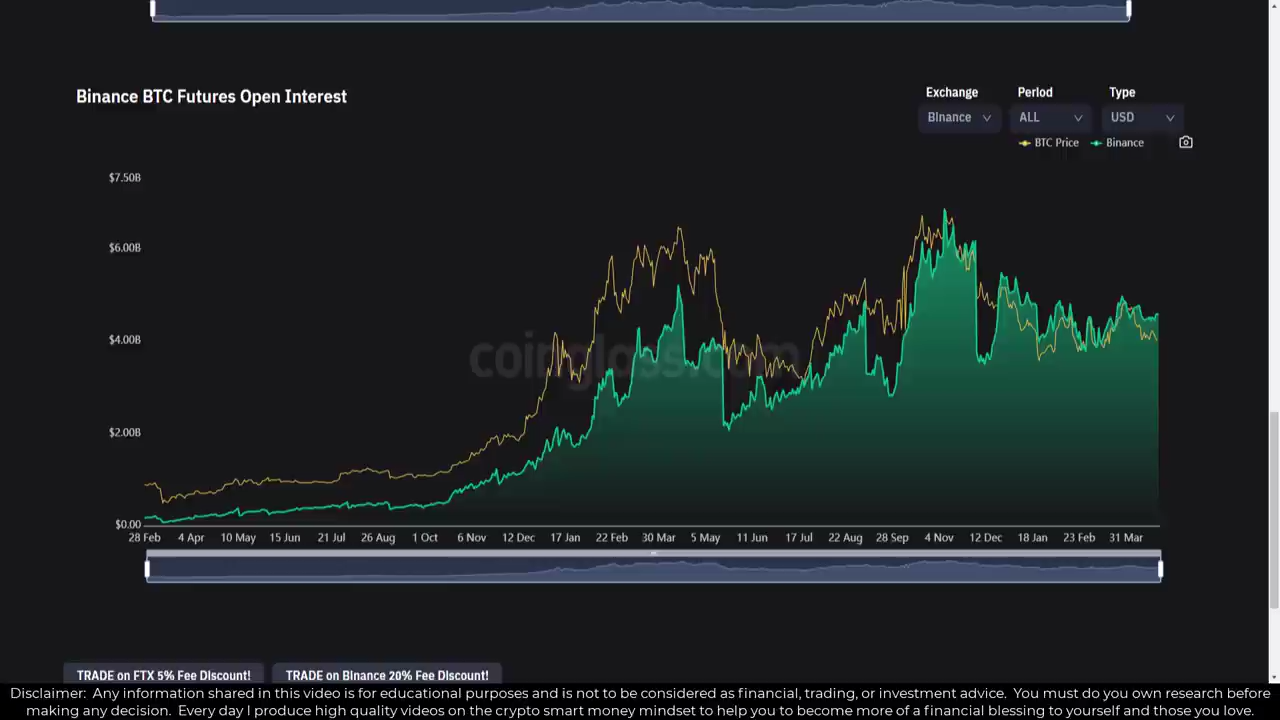 Binance BTC Futures Open Interest
Exchange Period Type
Binance ALL USD
BTC Price Binance
$7.50B
$6.00B
$4.00B
$2.00B
$0.00
coinglass.com
28 Feb 4 Apr 10 May 15 Jun 21 Jul 26 Aug 1 Oct 6 Nov 12 Dec 17 Jan 22 Feb 30 Mar 5 May 11 Jun 17 Jul 22 Aug 28 Sep 4 Nov 12 Dec 18 Jan 23 Feb 31 Mar
TRADE on FTX 5% Fee Discount! TRADE on Binance 20% Fee Discount!
Disclaimer: Any information shared in this video is for educational purposes and is not to be considered as financial, trading, or investment advice. You must do you own research before
making any decision. Every day I produce high quality videos on the crypto smart money mindset to help you to become more of a financial blessing to yourself and those you love.